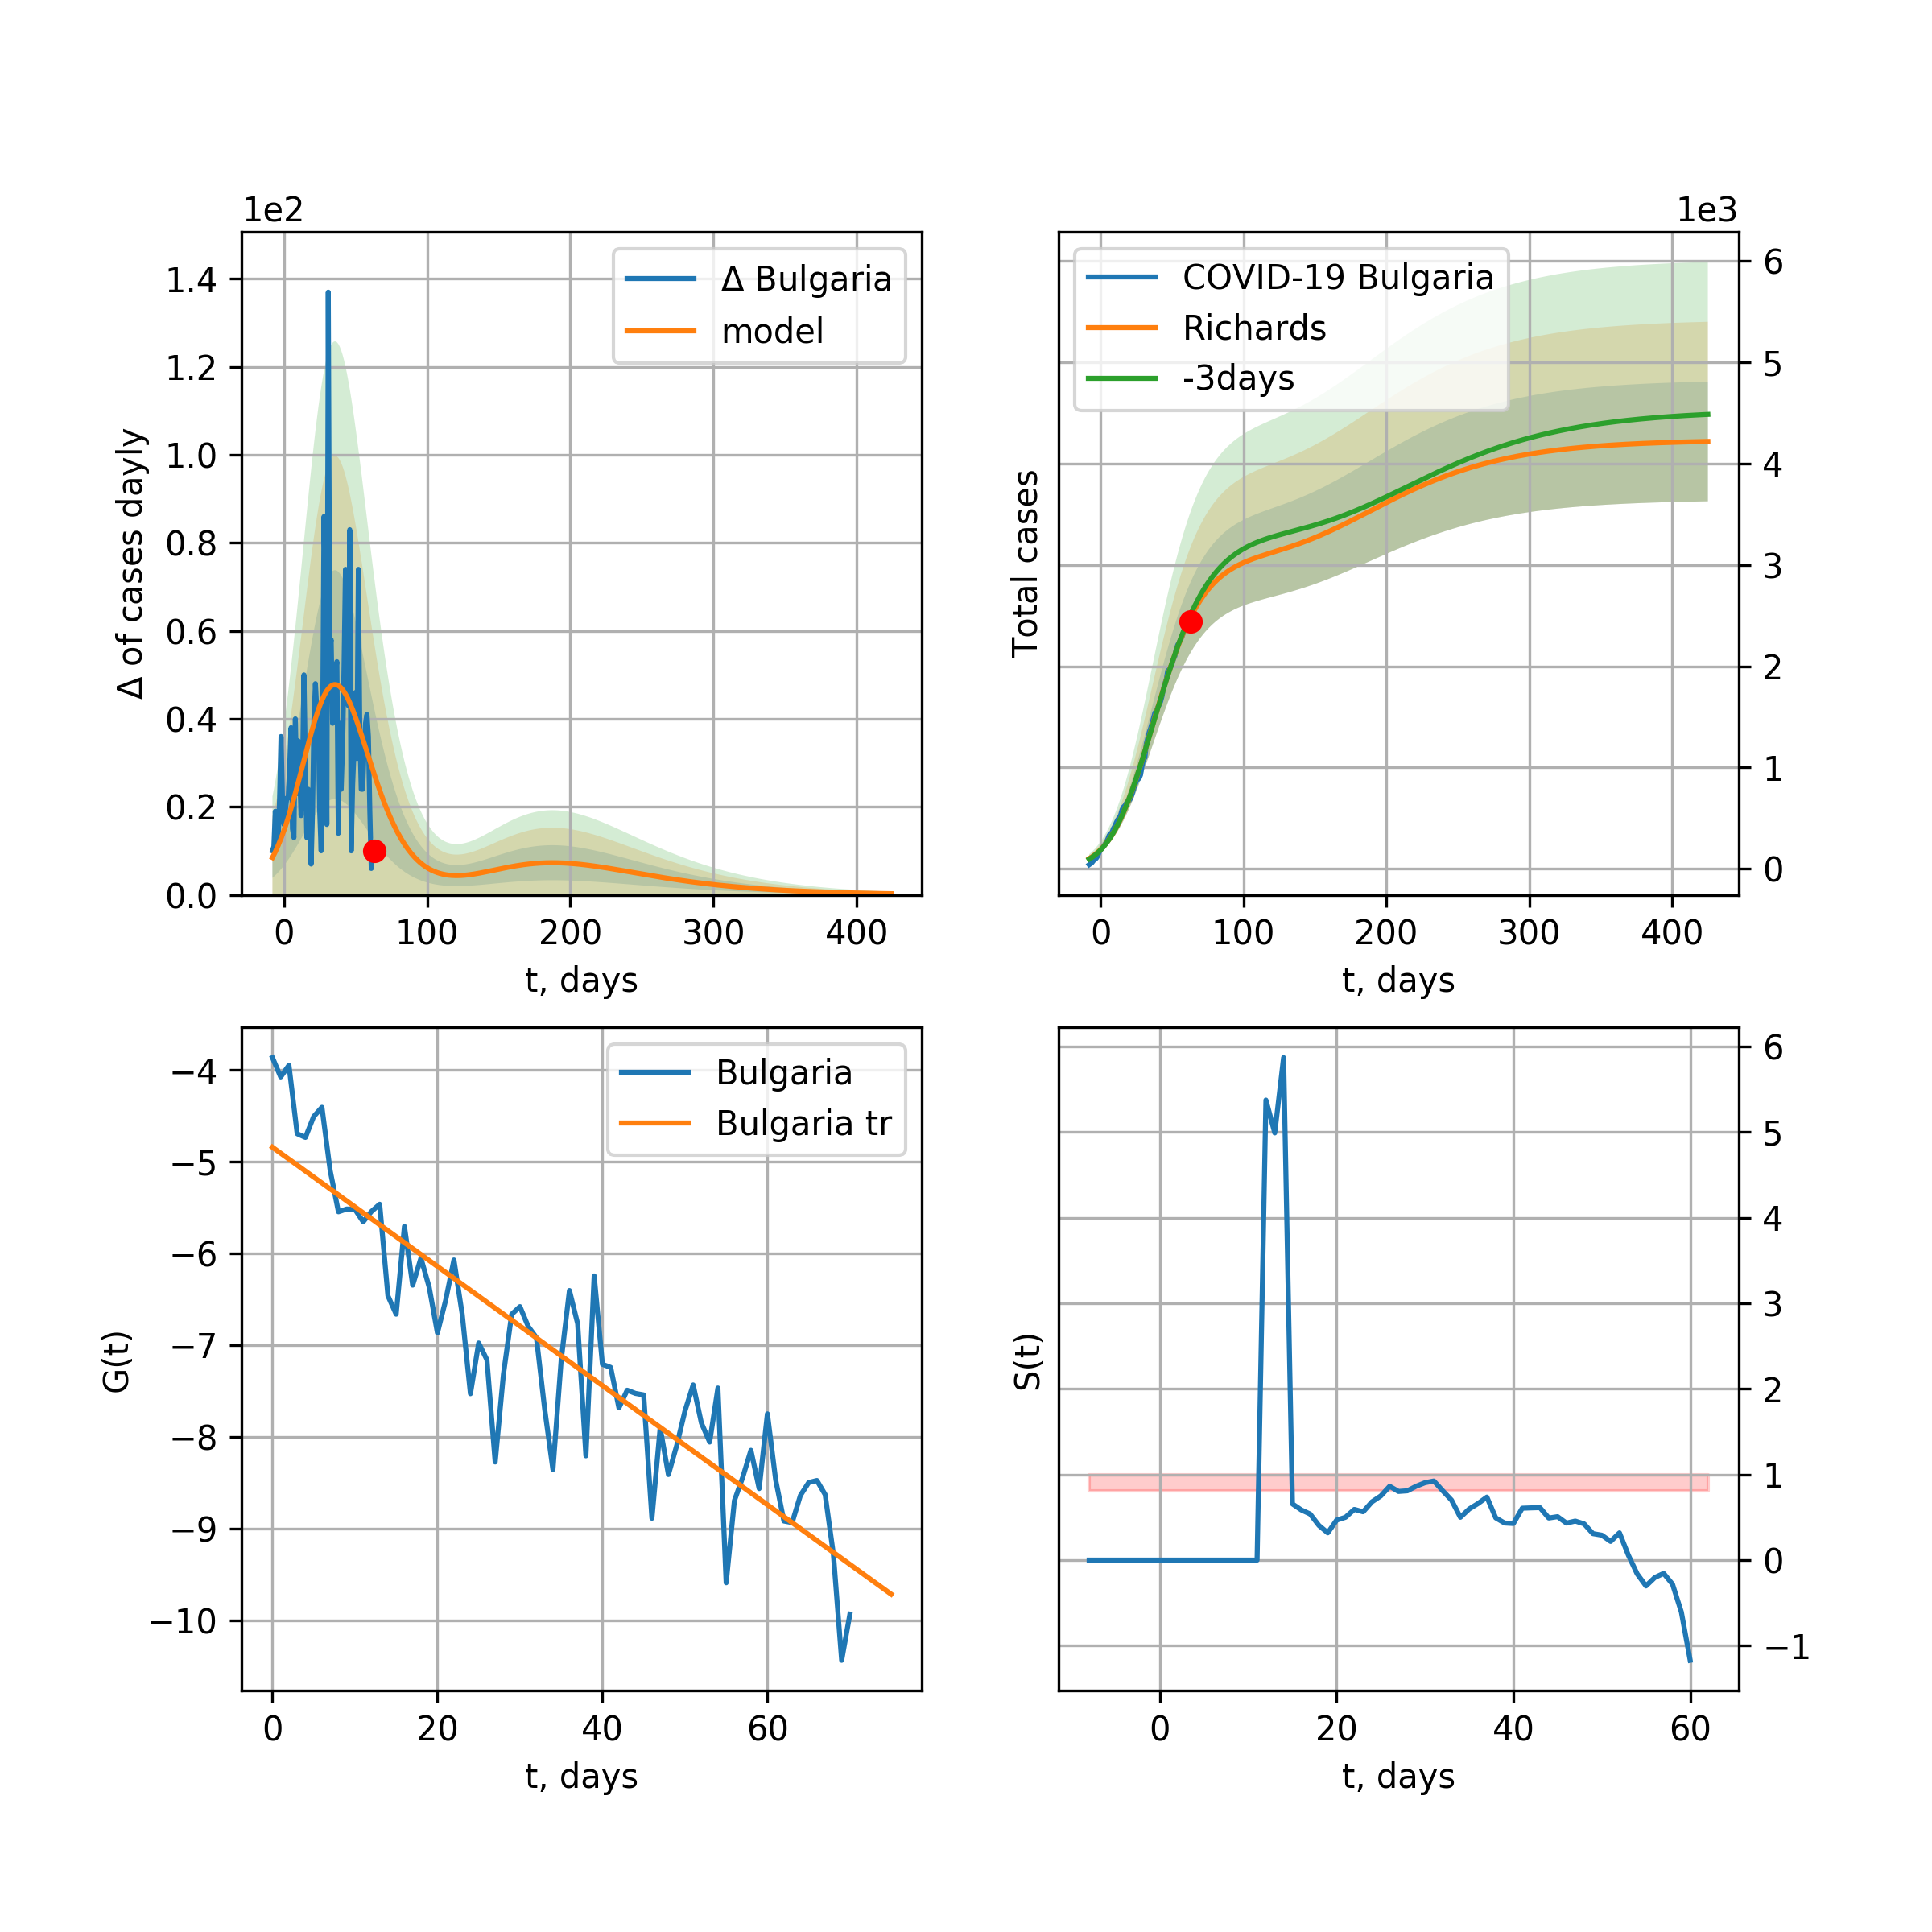 1e2
Δ of cases dayly
1.4
1.2
1.0
0.8
0.6
0.4
0.2
0.0
Δ Bulgaria
model
0 100 200 300 400
t, days
1e3
Total cases
COVID-19 Bulgaria
Richards
-3days
6
5
4
3
2
1
0
0 100 200 300 400
t, days
G(t)
−4
−5
−6
−7
−8
−9
−10
Bulgaria
Bulgaria tr
0 20 40 60
t, days
S(t)
6
5
4
3
2
1
0
−1
0 20 40 60
t, days